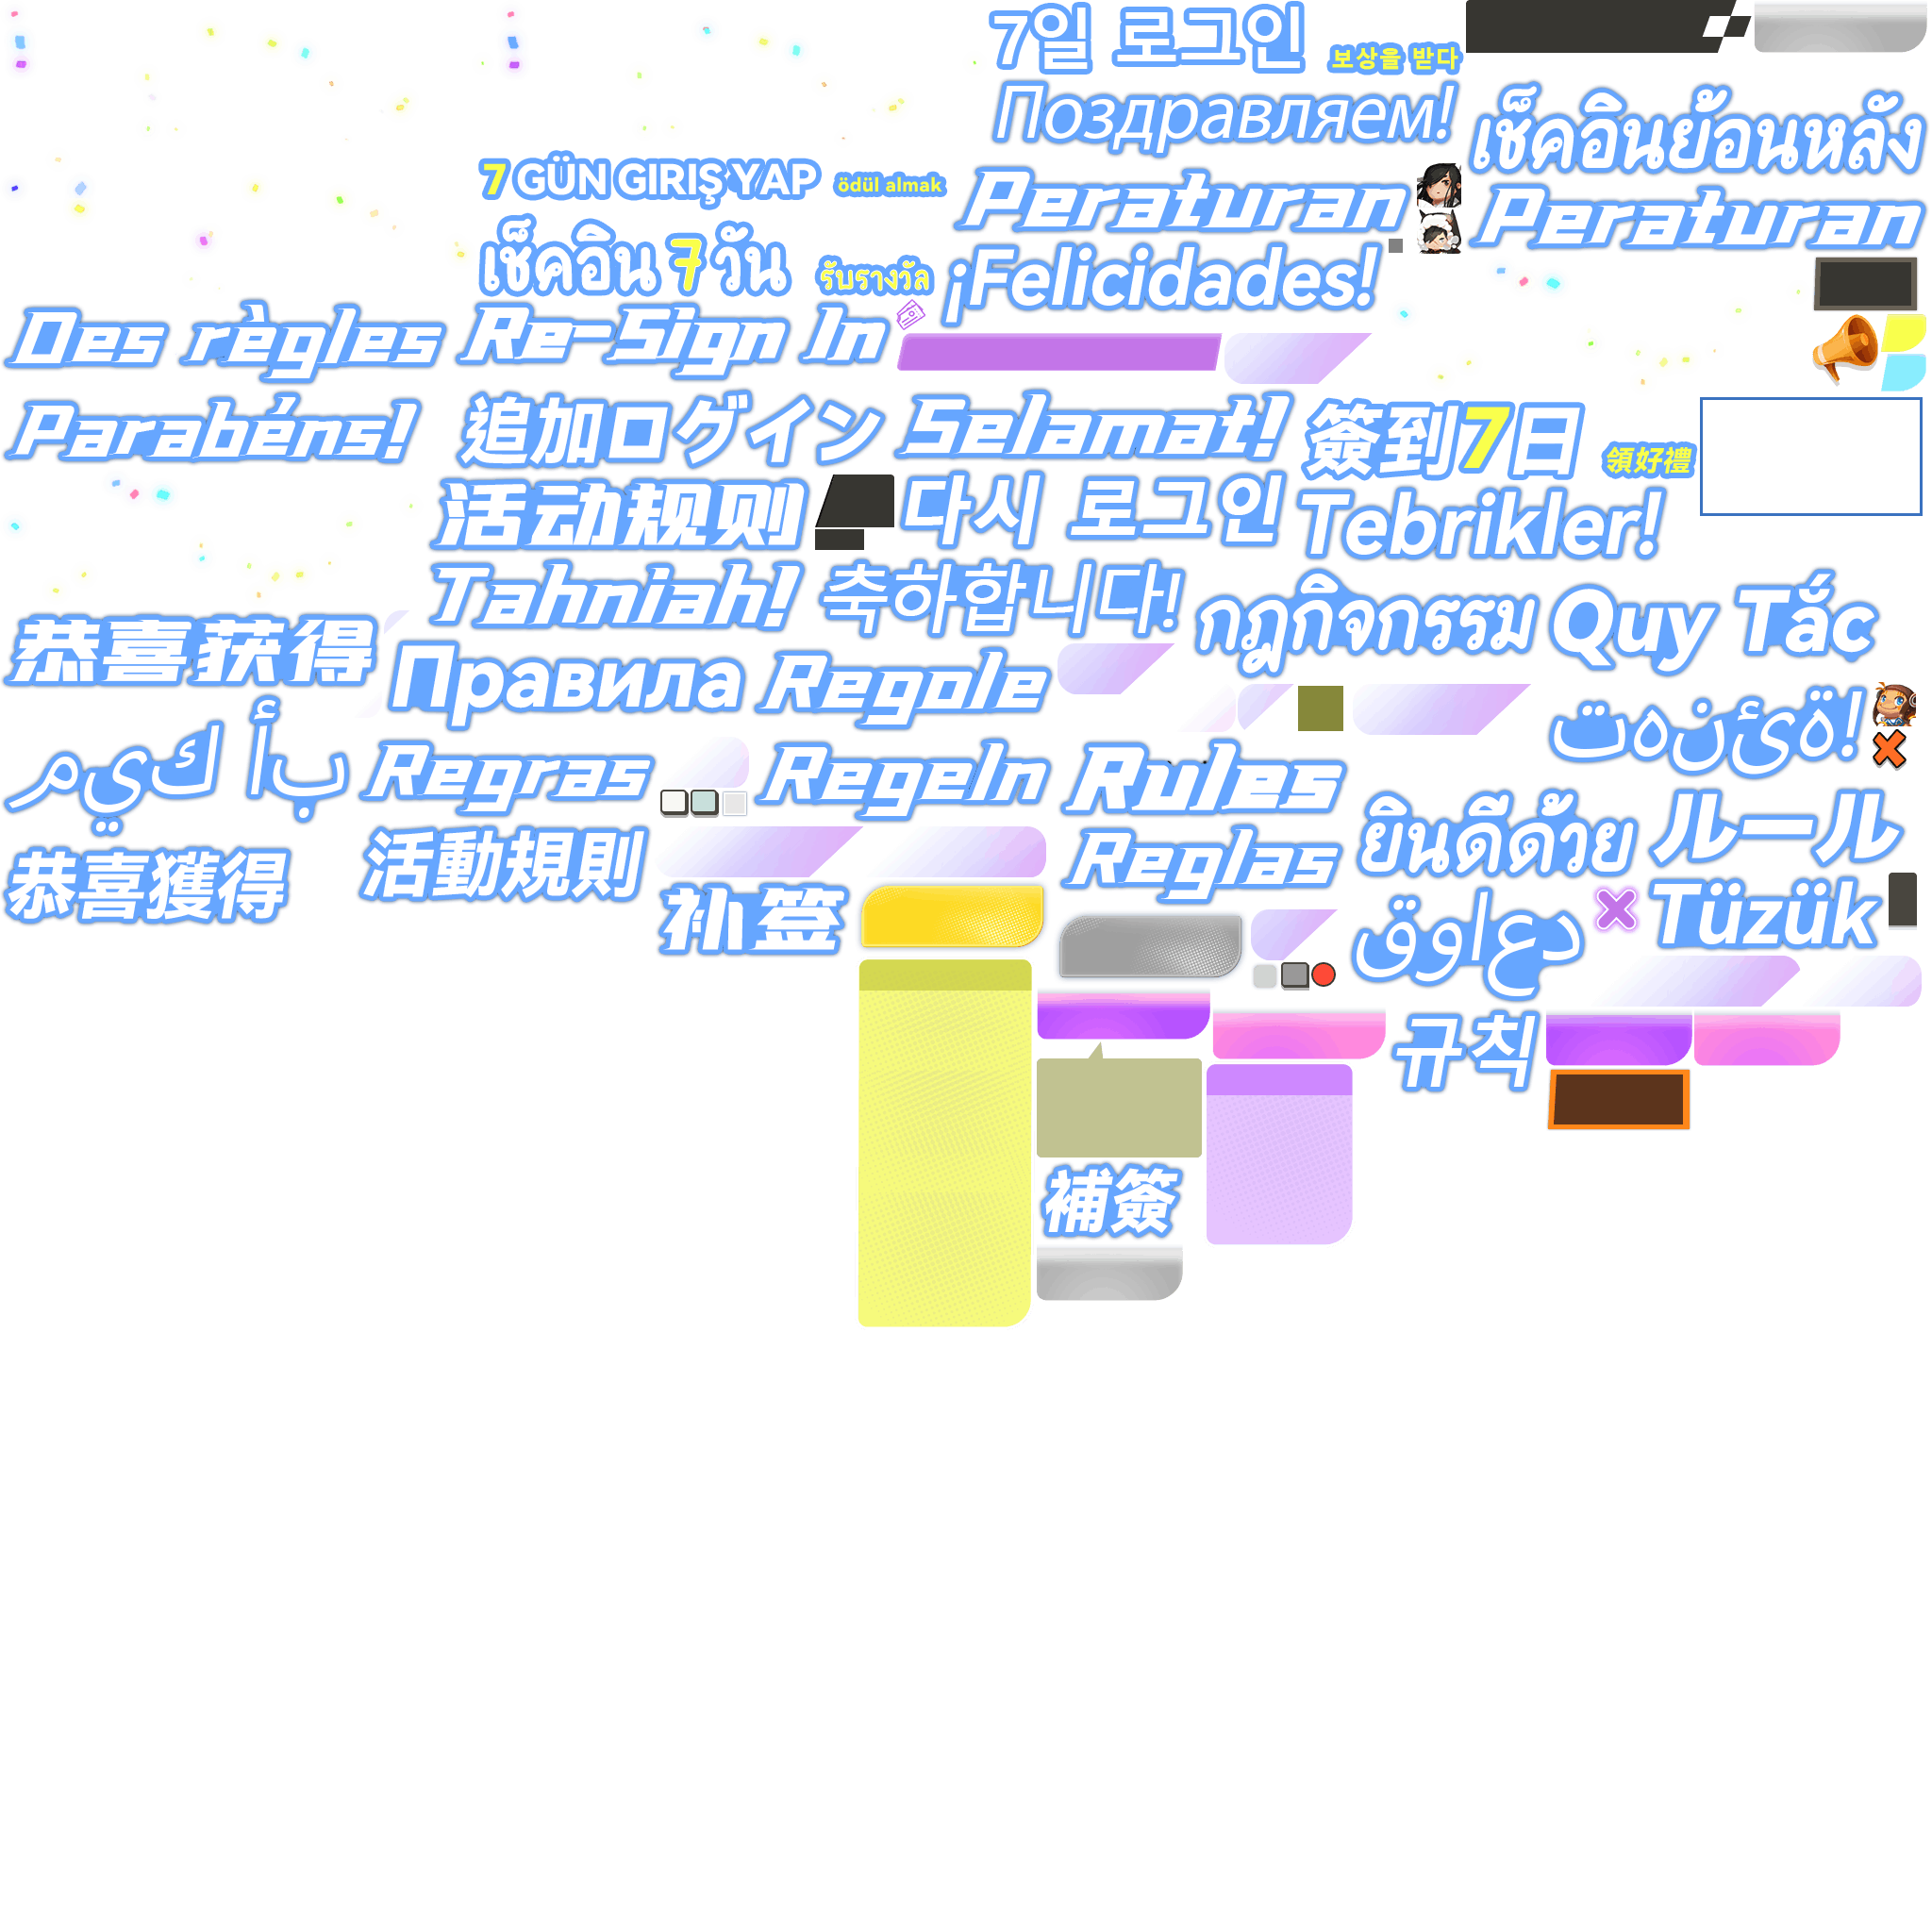 7일 로그인 보상을 받다
Поздравляем!
เช็คอินย้อนหลัง
7 GÜN GIRIŞ YAP ödül almak
Peraturan
Peraturan
เช็คอิน 7 วัน รับรางวัล
¡Felicidades!
Des règles
Re-Sign In
Parabéns!
追加ログイン
Selamat!
簽到7日 領好禮
活动规则
다시 로그인
Tebrikler!
Tahniah!
축하합니다!
กฎกิจกรรม
Quy Tắc
恭喜获得
Правила
Regole
ة ئ ن ه ت!
م ي ك أ ب
Regras
Regeln
Rules
ยินดีด้วย
ルール
恭喜獲得
活動規則
Reglas
补签
د ع ا و ق
Tüzük
규칙
補簽